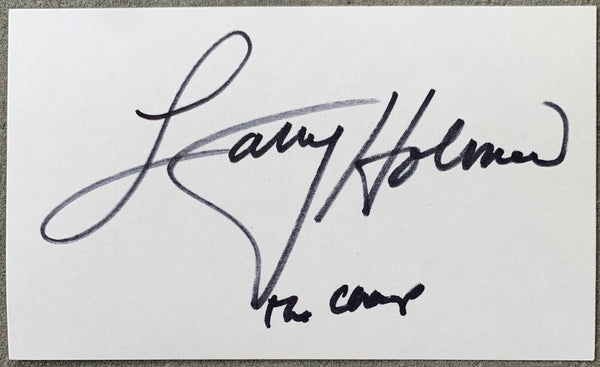 Larry Holmes
the champ